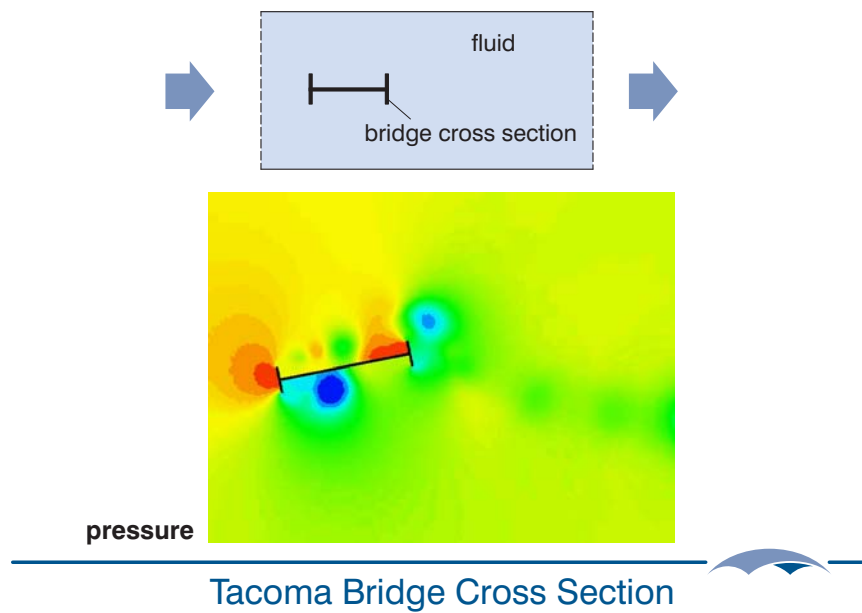 fluid
bridge cross section
pressure
Tacoma Bridge Cross Section